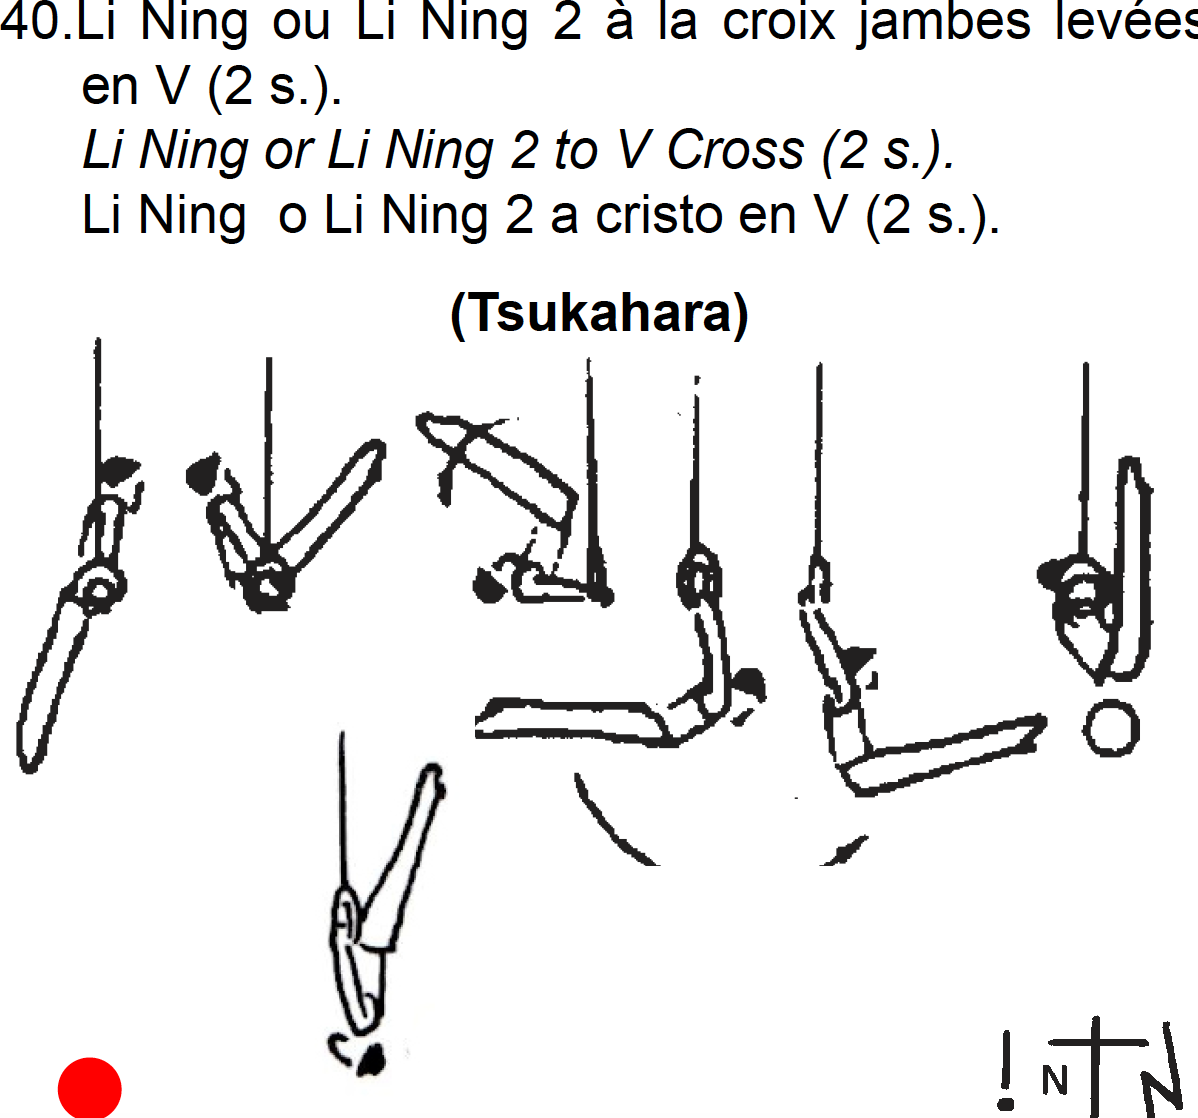 40.Li Ning ou Li Ning 2 à la croix jambes levées
en V (2 s.).
Li Ning or Li Ning 2 to V Cross (2 s.).
Li Ning o Li Ning 2 a cristo en V (2 s.).
(Tsukahara)